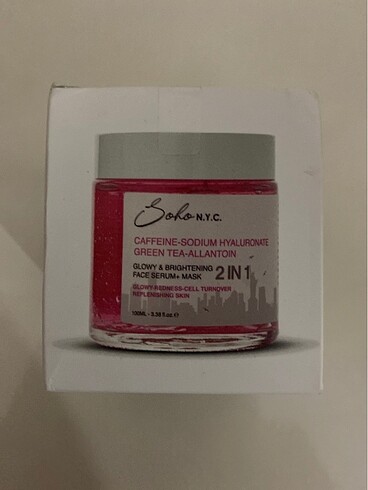 Soho N.Y.C.
CAFFEINE-SODIUM HYALURONATE
GREEN TEA-ALLANTOIN
GLOWY & BRIGHTENING
FACE SERUM+ MASK 2 IN 1
GLOWY-REDNESS-CELL TURNOVER
REPLENISHING SKIN
100ML - 3.38 fl.oz. e